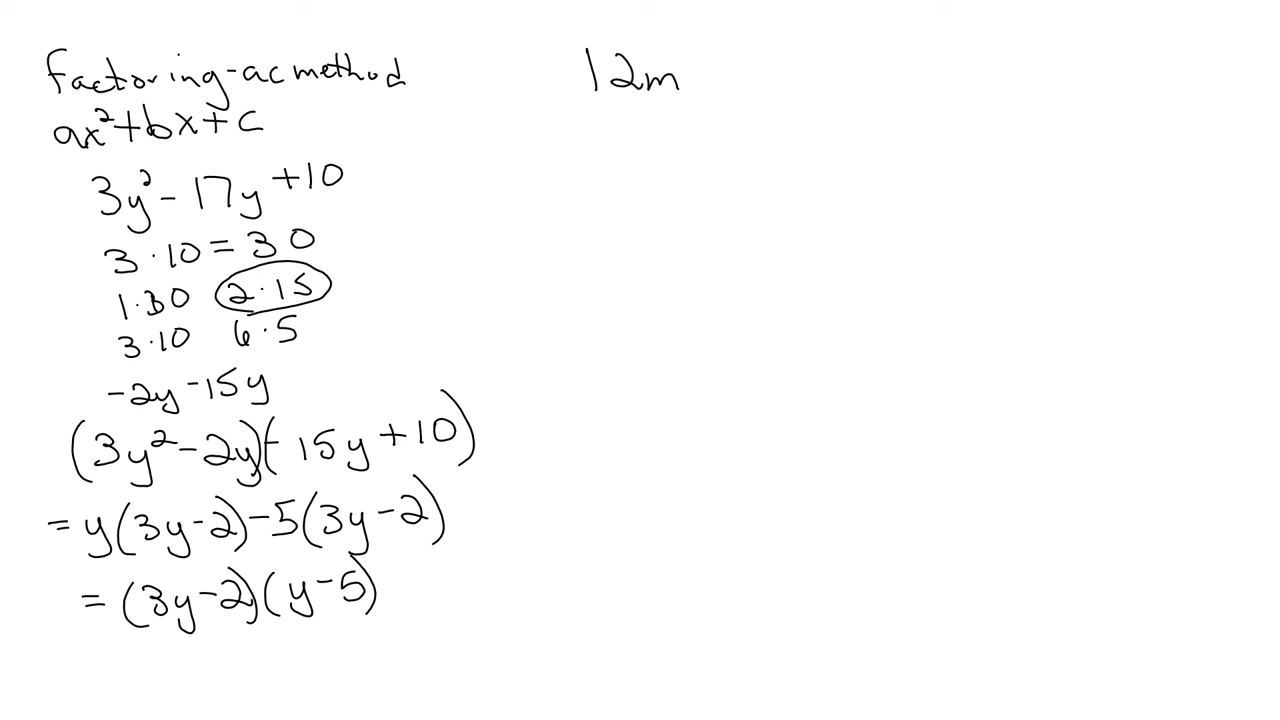 factoring-ac method
ax²+bx+c
3y²-17y+10
3·10=30
1·30 2·15
3·10 6·5
-2y-15y
(3y²-2y)(-15y+10)
=y(3y-2)-5(3y-2)
=(3y-2)(y-5)
12m